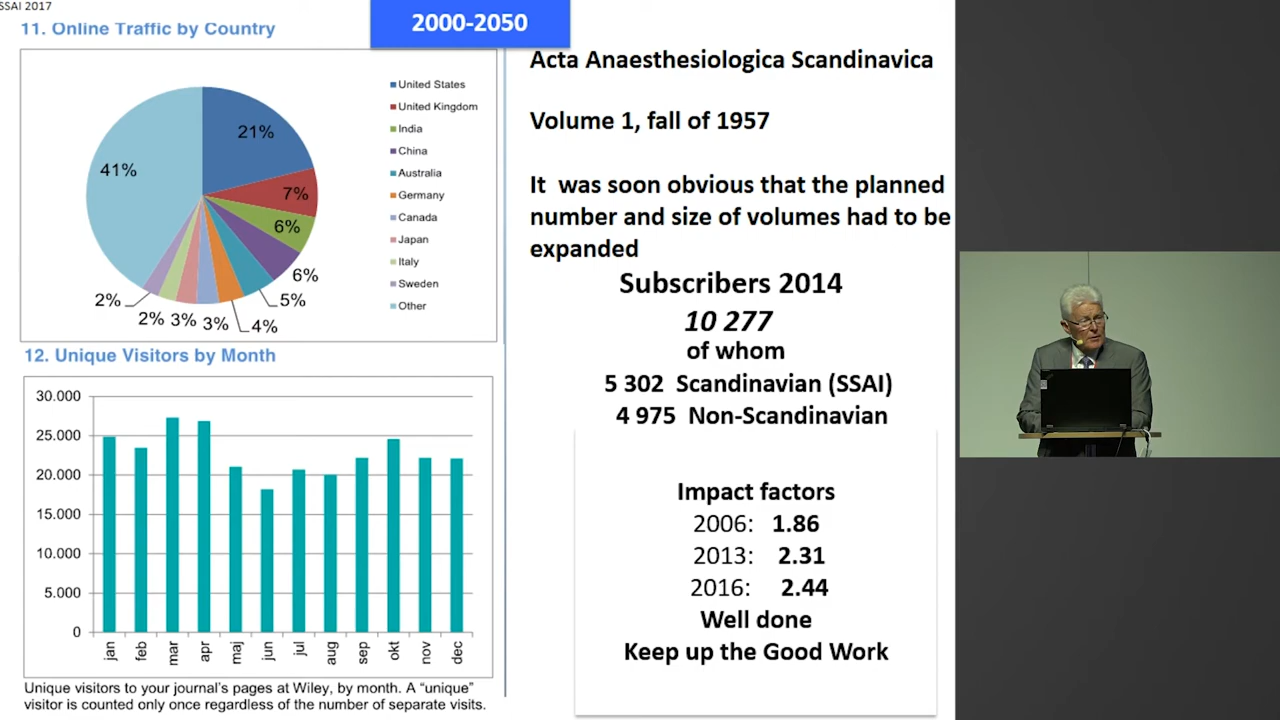 SSAI 2017
2000-2050
11. Online Traffic by Country
21%
7%
6%
6%
5%
4%
3%
3%
2%
2%
41%
United States
United Kingdom
India
China
Australia
Germany
Canada
Japan
Italy
Sweden
Other
12. Unique Visitors by Month
30.000
25.000
20.000
15.000
10.000
5.000
0
jan feb mar apr maj jun jul aug sep okt nov dec
Unique visitors to your journal's pages at Wiley, by month. A “unique”
visitor is counted only once regardless of the number of separate visits.
Acta Anaesthesiologica Scandinavica
Volume 1, fall of 1957
It was soon obvious that the planned
number and size of volumes had to be
expanded
Subscribers 2014
10 277
of whom
5 302 Scandinavian (SSAI)
4 975 Non-Scandinavian
Impact factors
2006: 1.86
2013: 2.31
2016: 2.44
Well done
Keep up the Good Work